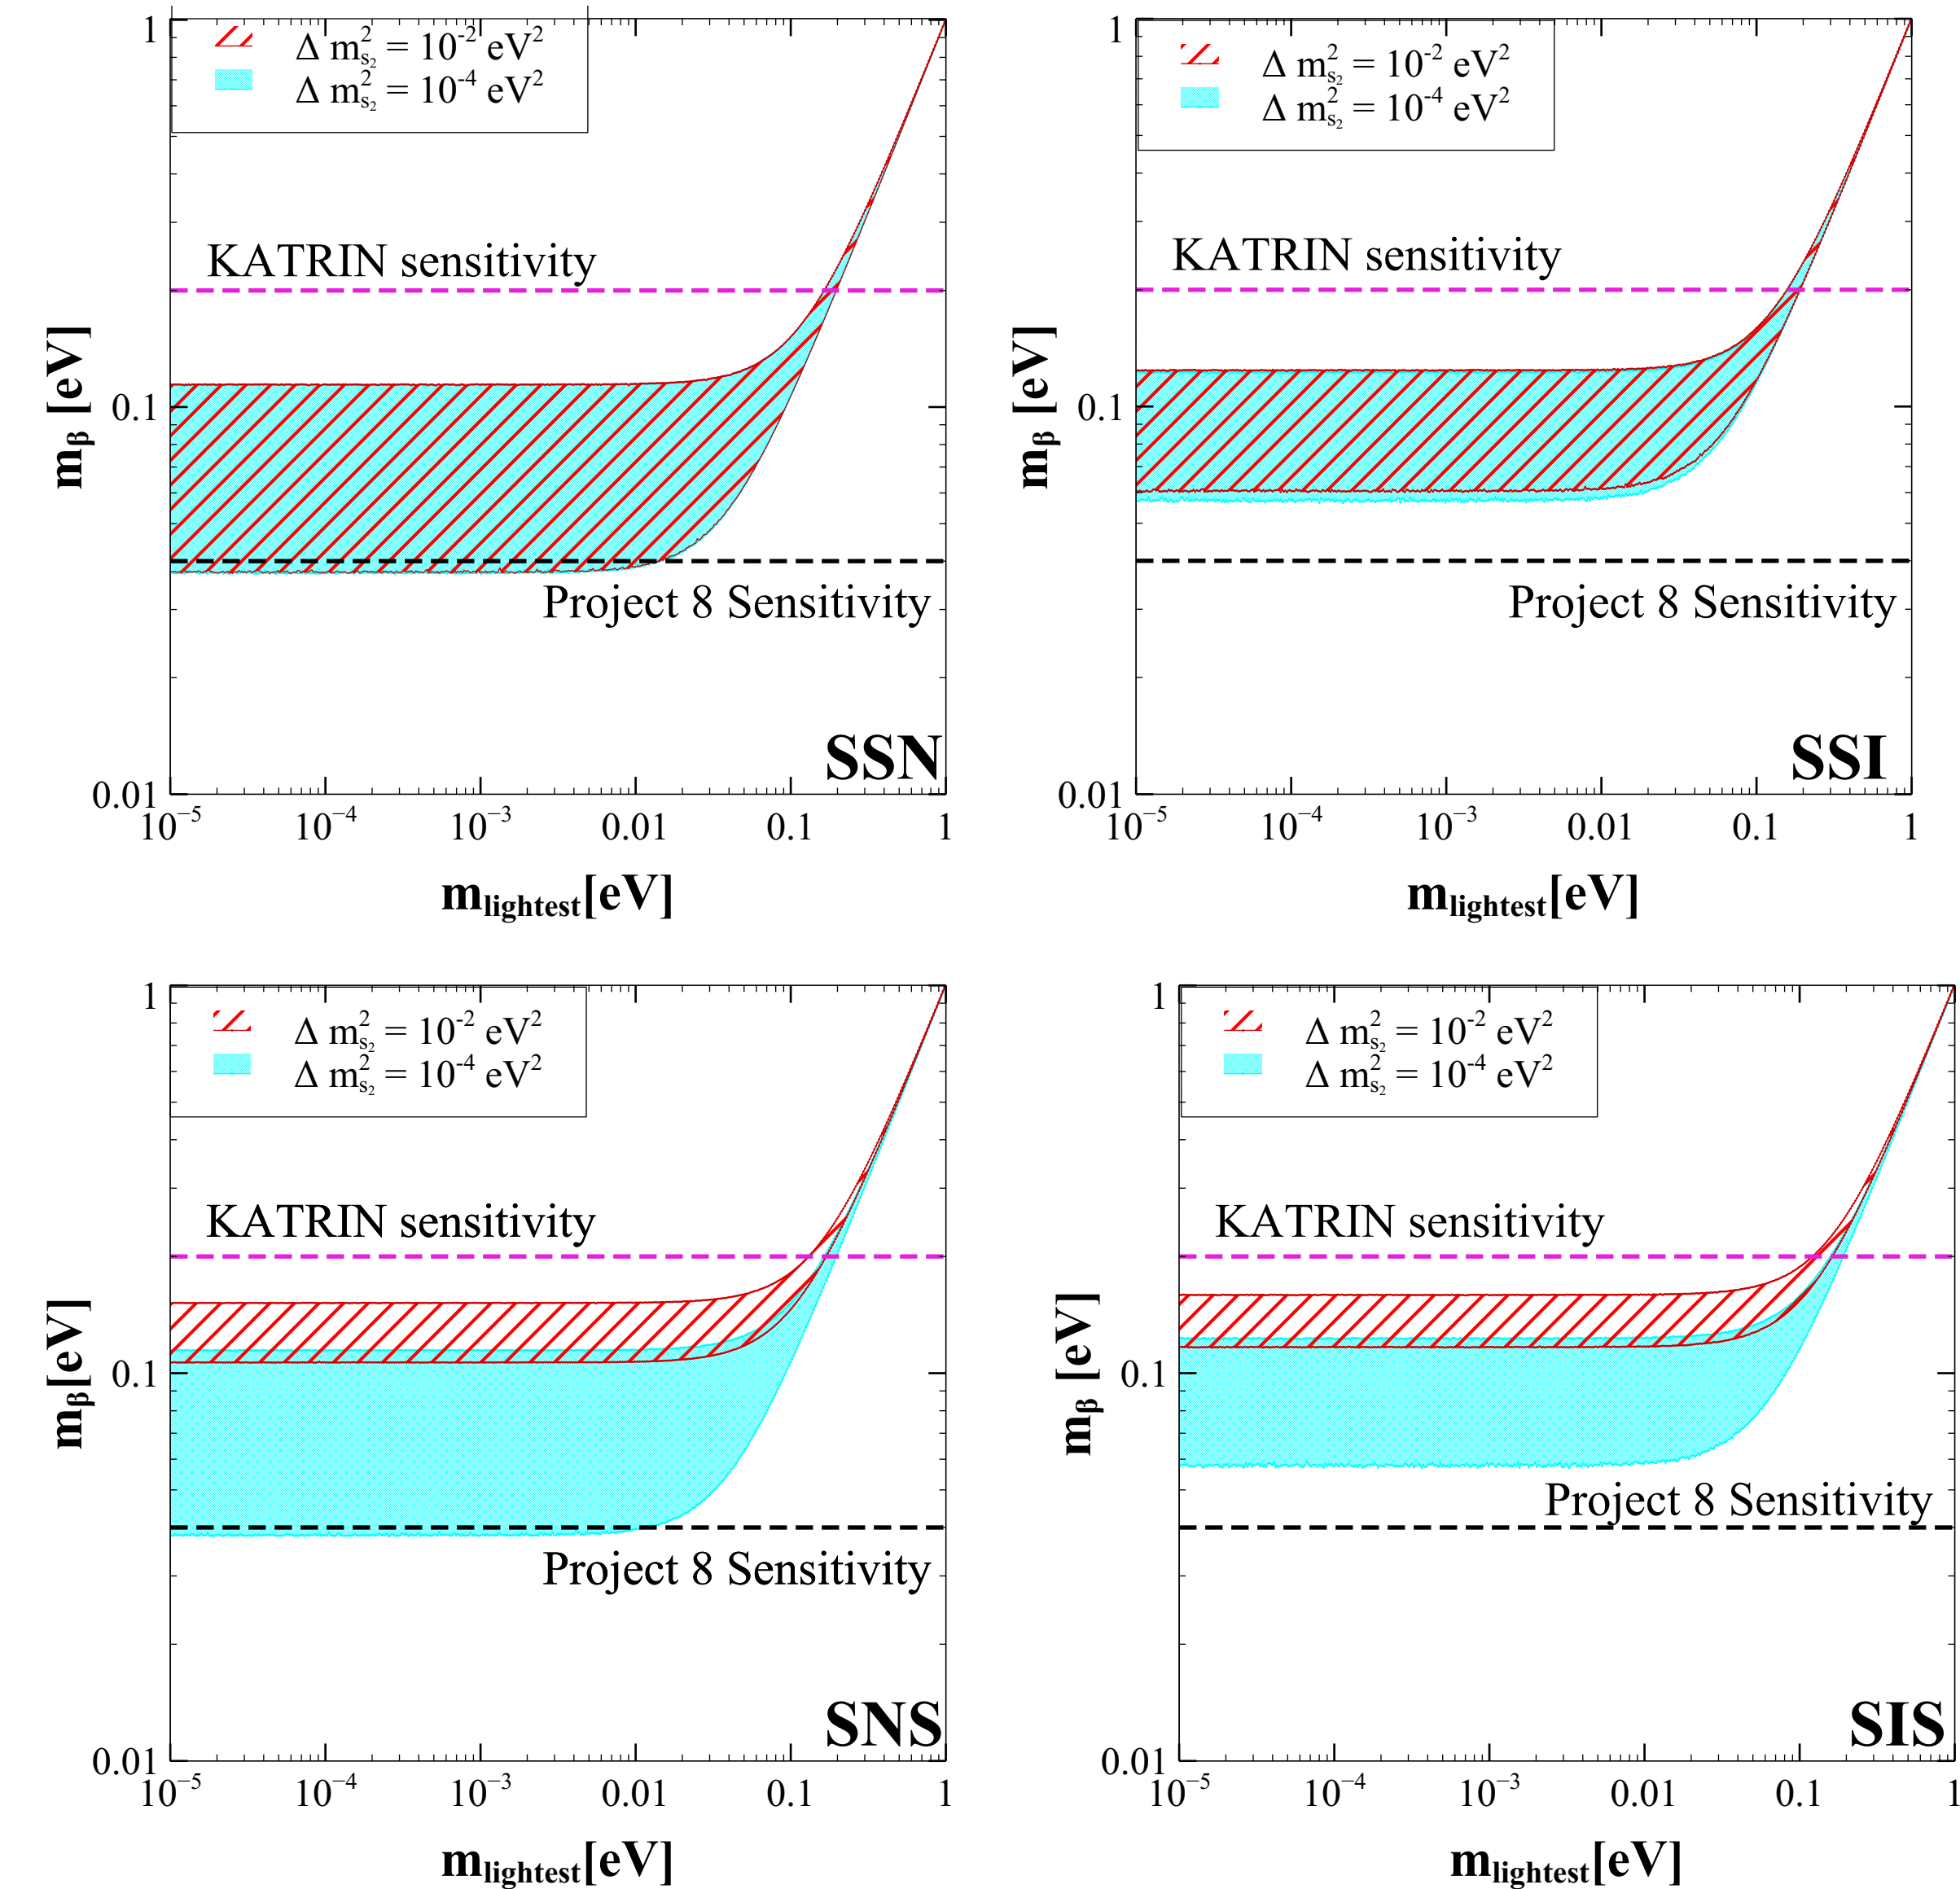 1
Δ m²s₂ = 10⁻² eV²
Δ m²s₂ = 10⁻⁴ eV²
KATRIN sensitivity
mβ [eV]
0.1
Project 8 Sensitivity
SSN
0.01
10⁻⁵ 10⁻⁴ 10⁻³ 0.01 0.1 1
mlightest[eV]
1
Δ m²s₂ = 10⁻² eV²
Δ m²s₂ = 10⁻⁴ eV²
KATRIN sensitivity
mβ [eV]
0.1
Project 8 Sensitivity
SSI
0.01
10⁻⁵ 10⁻⁴ 10⁻³ 0.01 0.1 1
mlightest[eV]
1
Δ m²s₂ = 10⁻² eV²
Δ m²s₂ = 10⁻⁴ eV²
KATRIN sensitivity
mβ[eV]
0.1
Project 8 Sensitivity
SNS
0.01
10⁻⁵ 10⁻⁴ 10⁻³ 0.01 0.1 1
mlightest[eV]
1
Δ m²s₂ = 10⁻² eV²
Δ m²s₂ = 10⁻⁴ eV²
KATRIN sensitivity
mβ [eV]
0.1
Project 8 Sensitivity
SIS
0.01
10⁻⁵ 10⁻⁴ 10⁻³ 0.01 0.1 1
mlightest[eV]